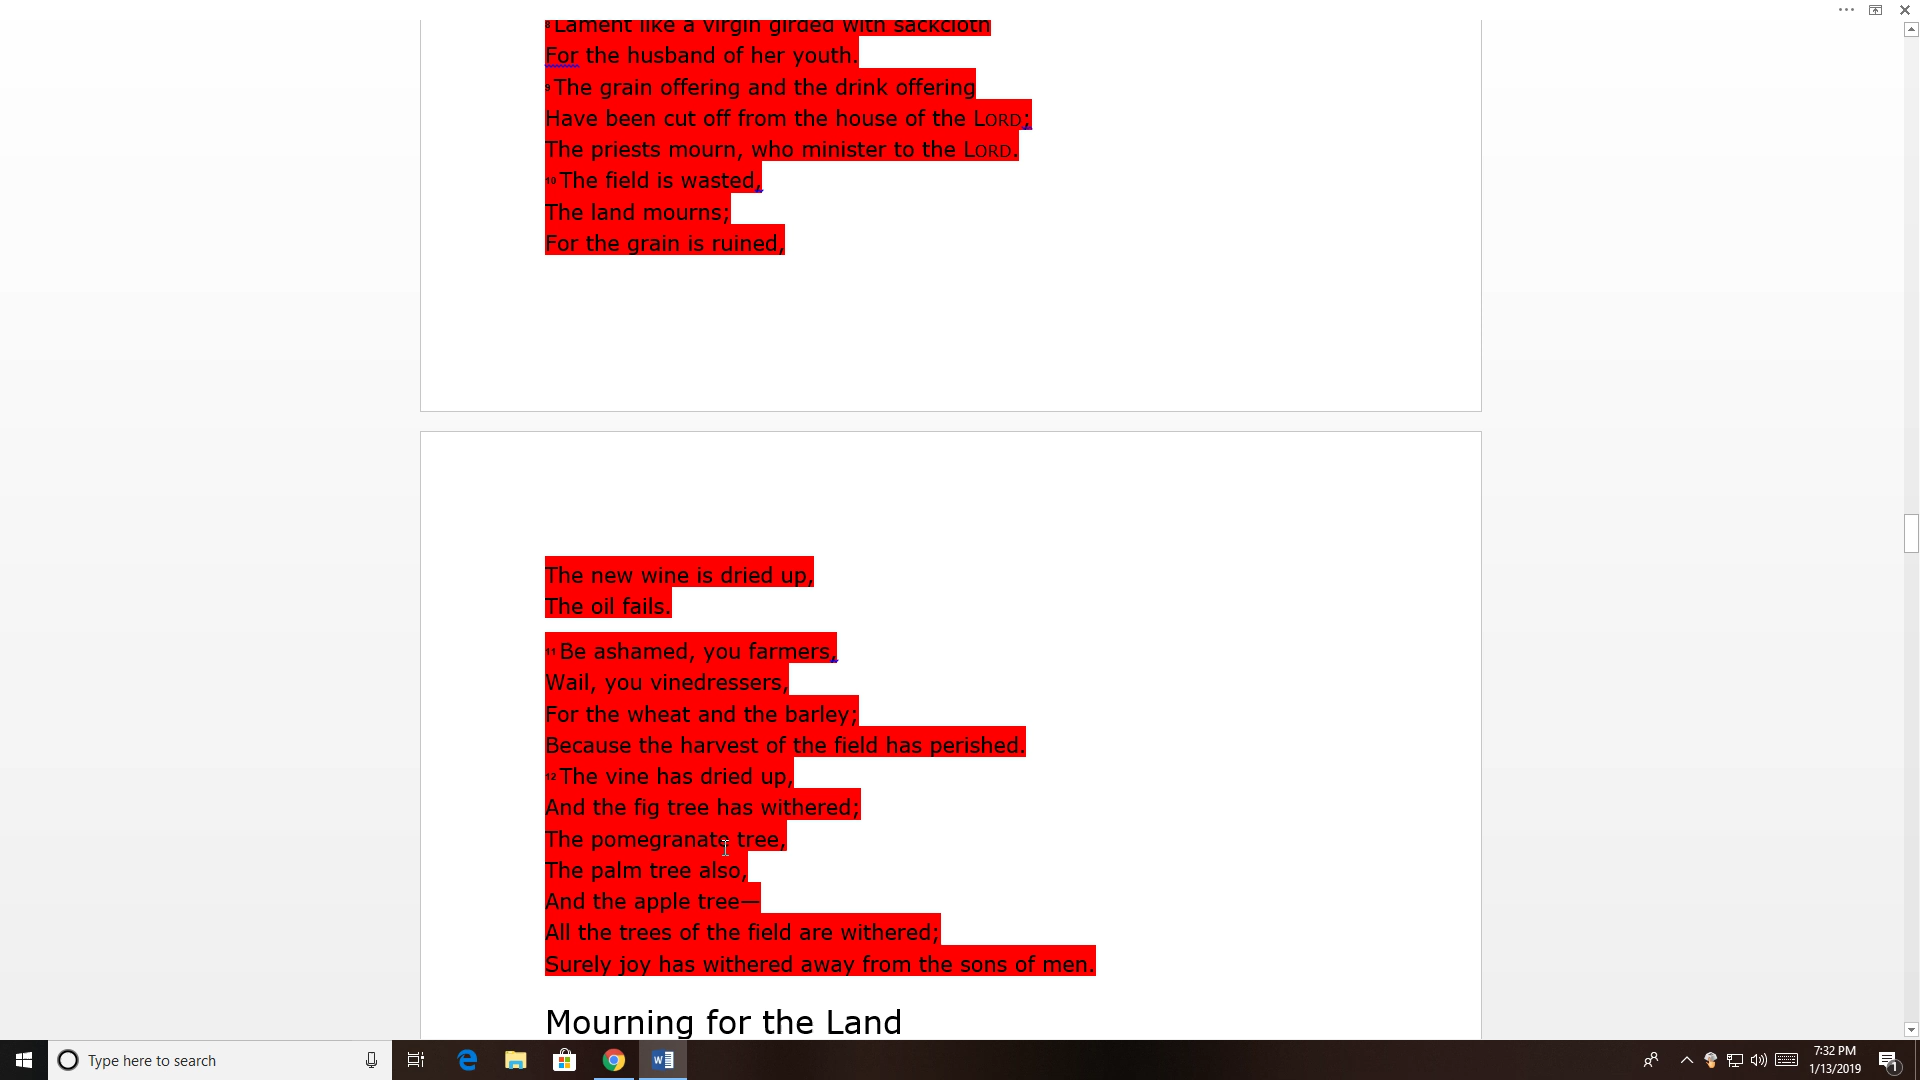 8 Lament like a virgin girded with sackcloth
For the husband of her youth.
9 The grain offering and the drink offering
Have been cut off from the house of the LORD;
The priests mourn, who minister to the LORD.
10 The field is wasted,
The land mourns;
For the grain is ruined,
The new wine is dried up,
The oil fails.
11 Be ashamed, you farmers,
Wail, you vinedressers,
For the wheat and the barley;
Because the harvest of the field has perished.
12 The vine has dried up,
And the fig tree has withered;
The pomegranate tree,
The palm tree also,
And the apple tree—
All the trees of the field are withered;
Surely joy has withered away from the sons of men.
Mourning for the Land
Type here to search
7:32 PM
1/13/2019
1